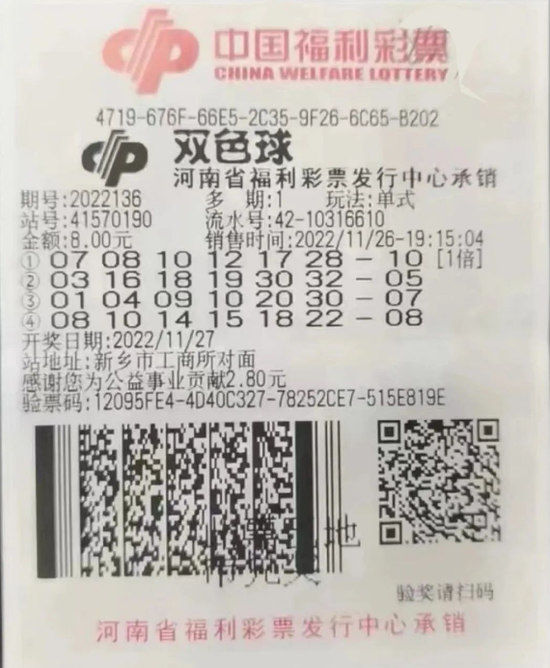 中国福利彩票
CHINA WELFARE LOTTERY
4719-676F-66E5-2C35-9F26-6C65-B202
双色球
河南省福利彩票发行中心承销
期号:2022136 多 期:1 玩法:单式
站号:41570190 流水号:42-10316610
金额:8.00元 销售时间:2022/11/26-19:15:04
① 07 08 10 12 17 28 - 10 [1倍]
② 03 16 18 19 30 32 - 05
③ 01 04 09 10 20 30 - 07
④ 08 10 14 15 18 22 - 08
开奖日期:2022/11/27
站地址:新乡市工商所对面
感谢您为公益事业贡献2.80元
验票码:12095FE4-4D40C327-78252CE7-515E819E
验奖请扫码
河南省福利彩票发行中心承销